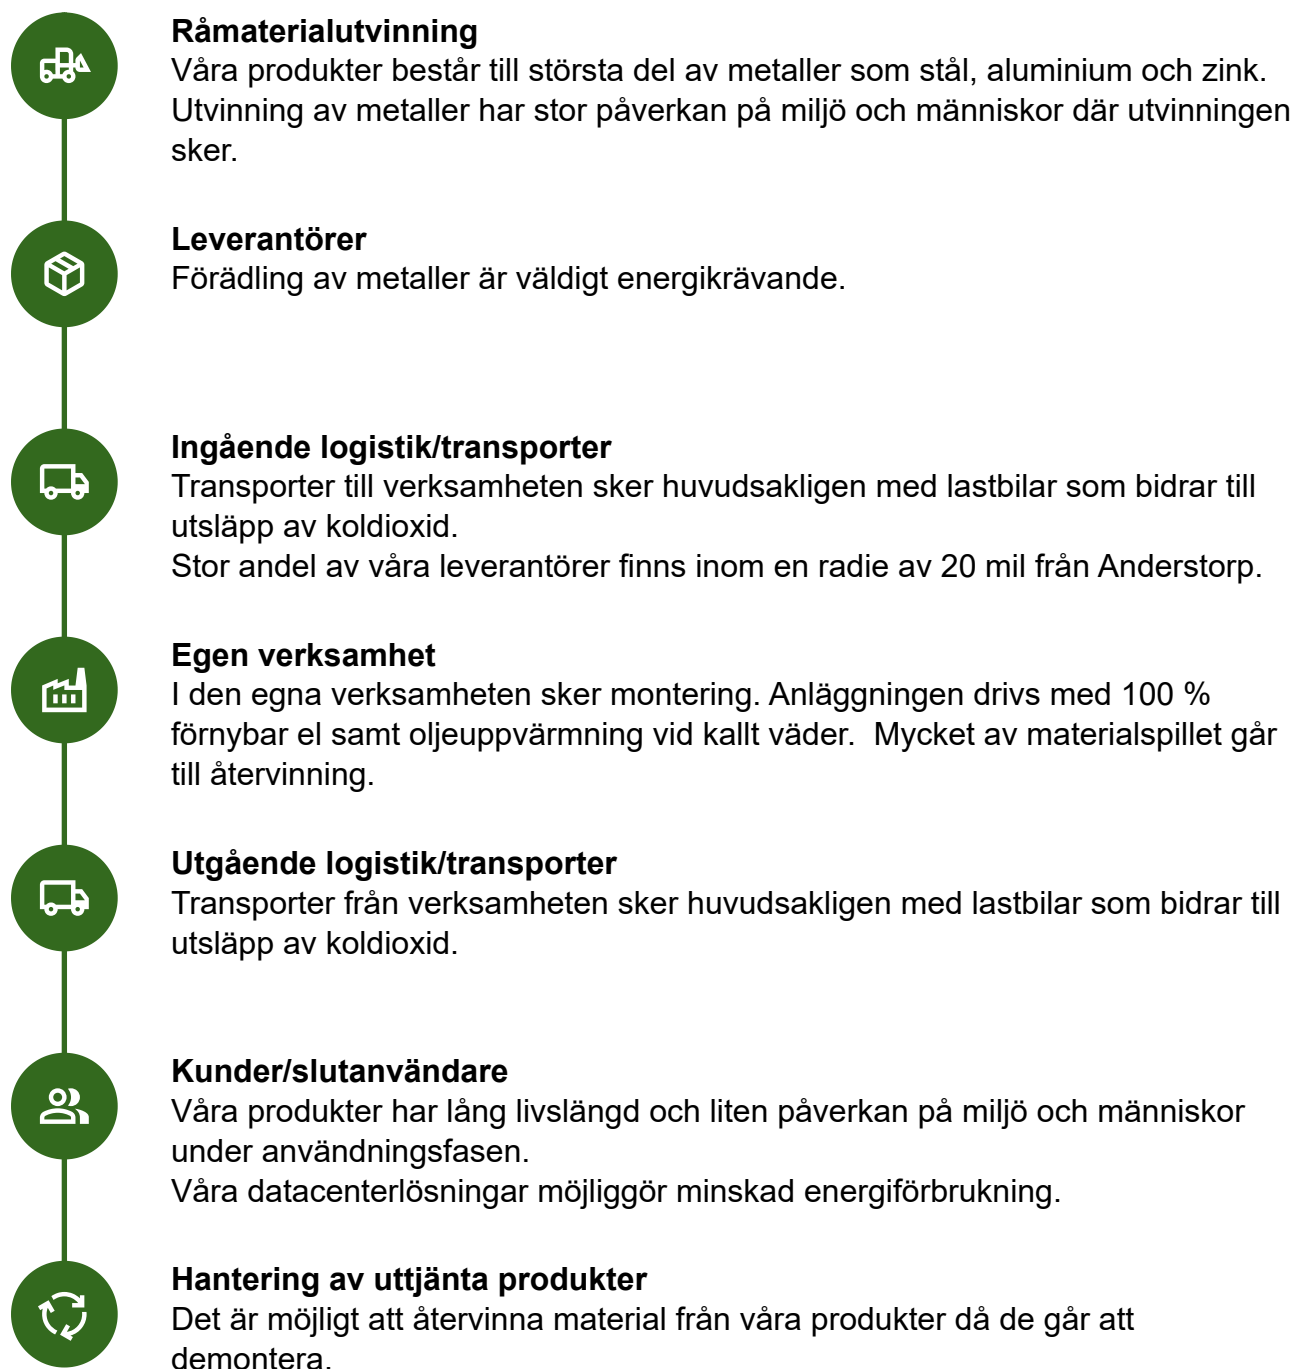 Råmaterialutvinning
Våra produkter består till största del av metaller som stål, aluminium och zink.
Utvinning av metaller har stor påverkan på miljö och människor där utvinningen
sker.
Leverantörer
Förädling av metaller är väldigt energikrävande.
Ingående logistik/transporter
Transporter till verksamheten sker huvudsakligen med lastbilar som bidrar till
utsläpp av koldioxid.
Stor andel av våra leverantörer finns inom en radie av 20 mil från Anderstorp.
Egen verksamhet
I den egna verksamheten sker montering. Anläggningen drivs med 100 %
förnybar el samt oljeuppvärmning vid kallt väder.  Mycket av materialspillet går
till återvinning.
Utgående logistik/transporter
Transporter från verksamheten sker huvudsakligen med lastbilar som bidrar till
utsläpp av koldioxid.
Kunder/slutanvändare
Våra produkter har lång livslängd och liten påverkan på miljö och människor
under användningsfasen.
Våra datacenterlösningar möjliggör minskad energiförbrukning.
Hantering av uttjänta produkter
Det är möjligt att återvinna material från våra produkter då de går att
demontera.